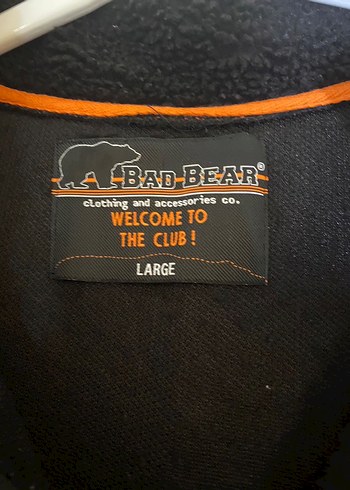 BAD BEAR®
clothing and accessories co.
WELCOME TO
THE CLUB!
LARGE